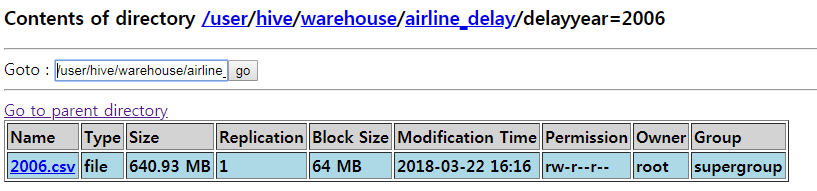 Contents of directory /user/hive/warehouse/airline_delay/delayyear=2006
Goto : /user/hive/warehouse/airline_ go
Go to parent directory
Name Type Size Replication Block Size Modification Time Permission Owner Group
2006.csv file 640.93 MB 1 64 MB 2018-03-22 16:16 rw-r--r-- root supergroup